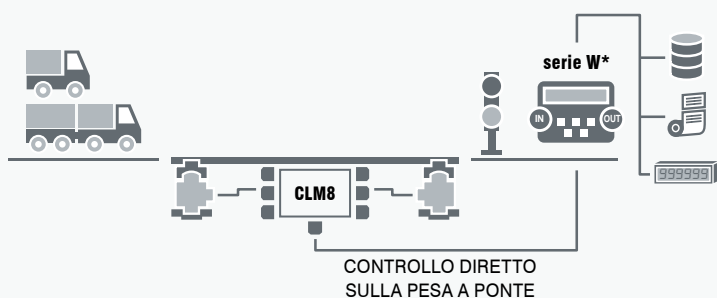 serie W*
IN
OUT
999999
CLM8
CONTROLLO DIRETTO
SULLA PESA A PONTE